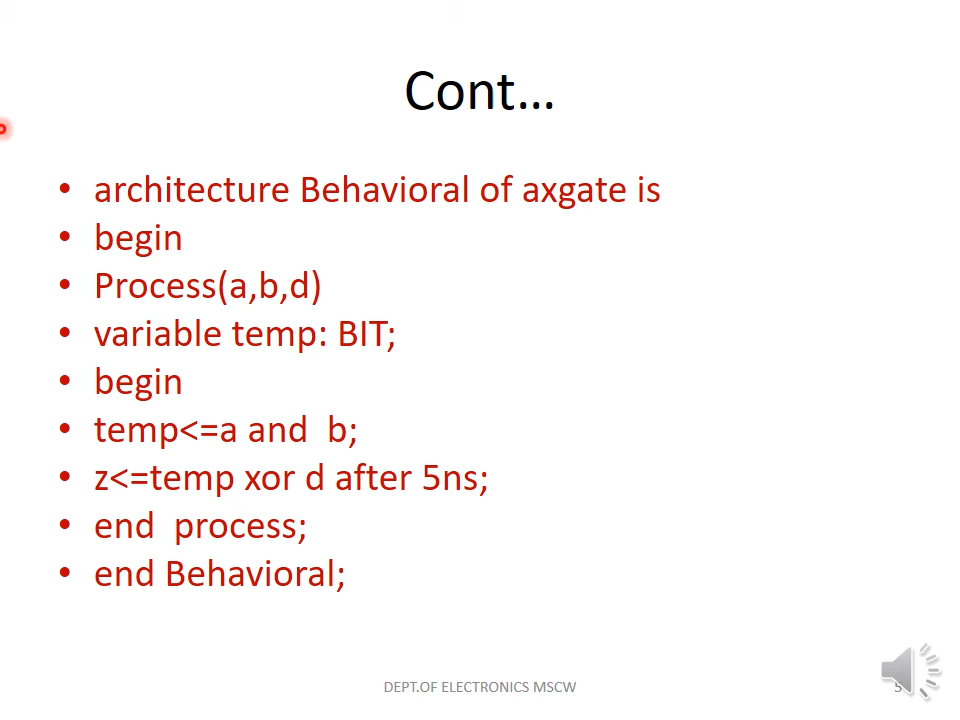 Cont…
• architecture Behavioral of axgate is
• begin
• Process(a,b,d)
• variable temp: BIT;
• begin
• temp<=a and  b;
• z<=temp xor d after 5ns;
• end  process;
• end Behavioral;
DEPT.OF ELECTRONICS MSCW
5